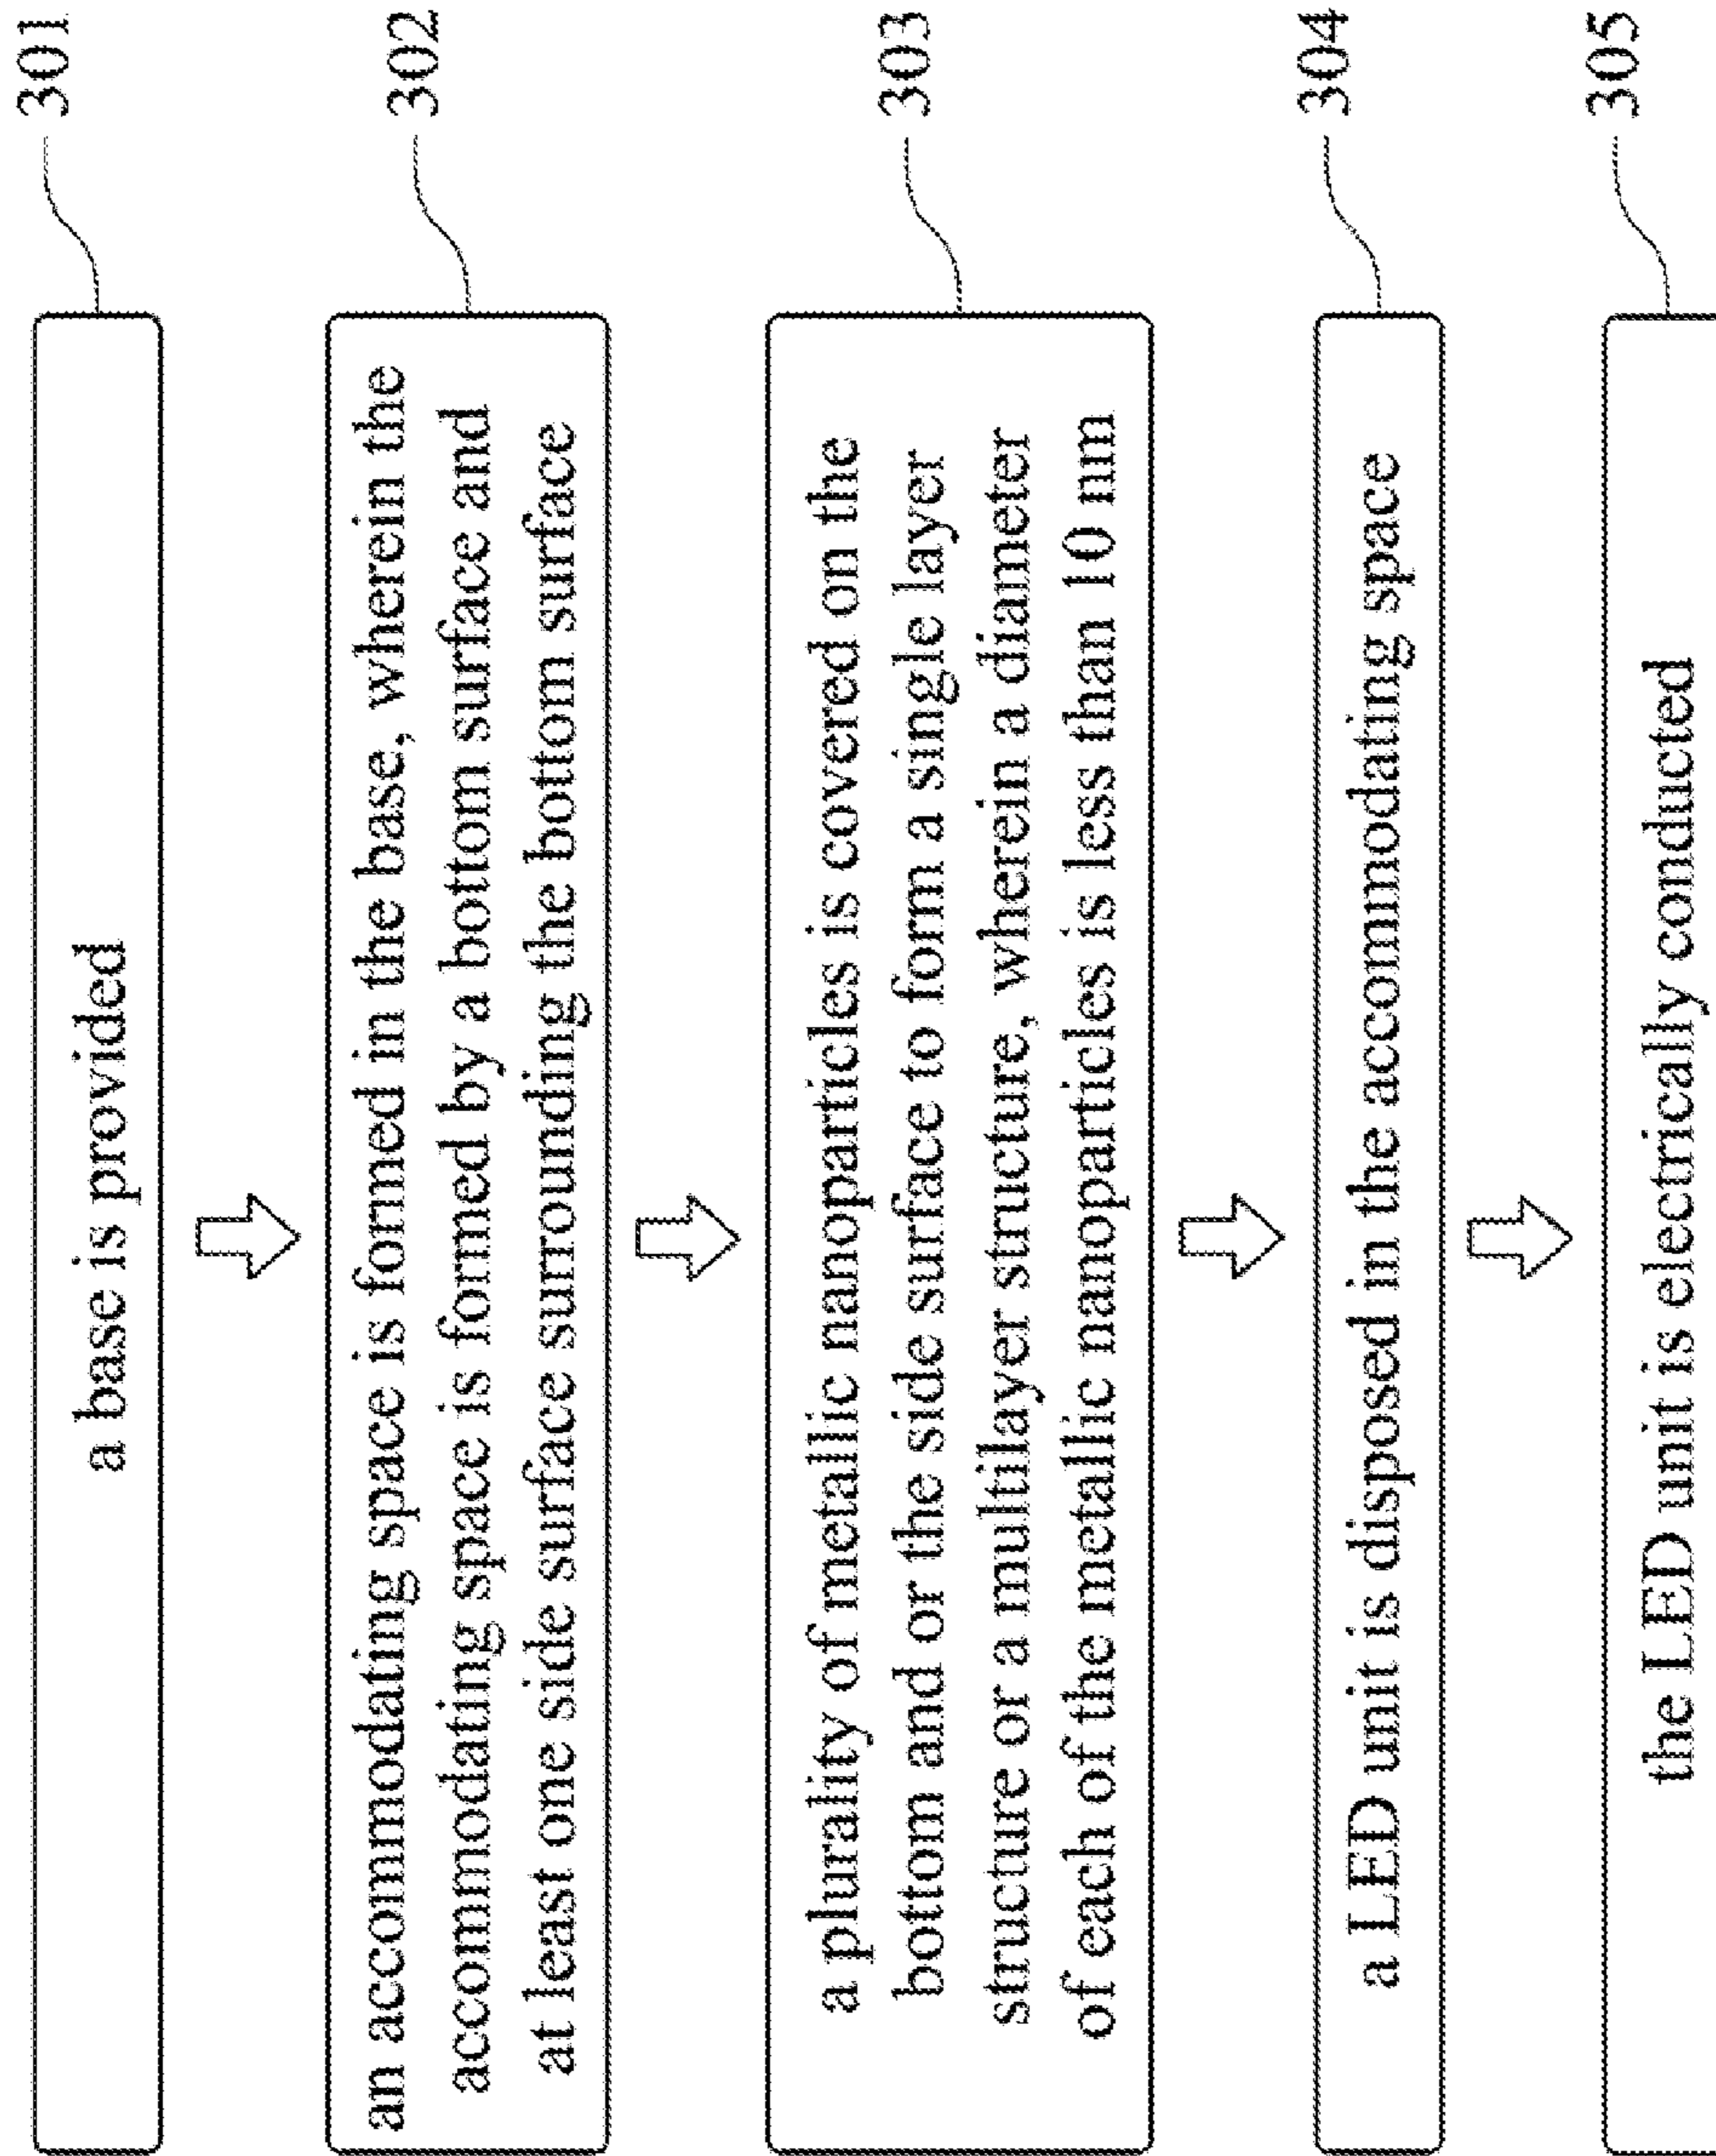 301
a base is provided
302
an accommodating space is formed in the base, wherein the
accommodating space is formed by a bottom surface and
at least one side surface surrounding the bottom surface
303
a plurality of metallic nanoparticles is covered on the
bottom and or the side surface to form a single layer
structure or a multilayer structure, wherein a diameter
of each of the metallic nanoparticles is less than 10 nm
304
a LED unit is disposed in the accommodating space
305
the LED unit is electrically conducted